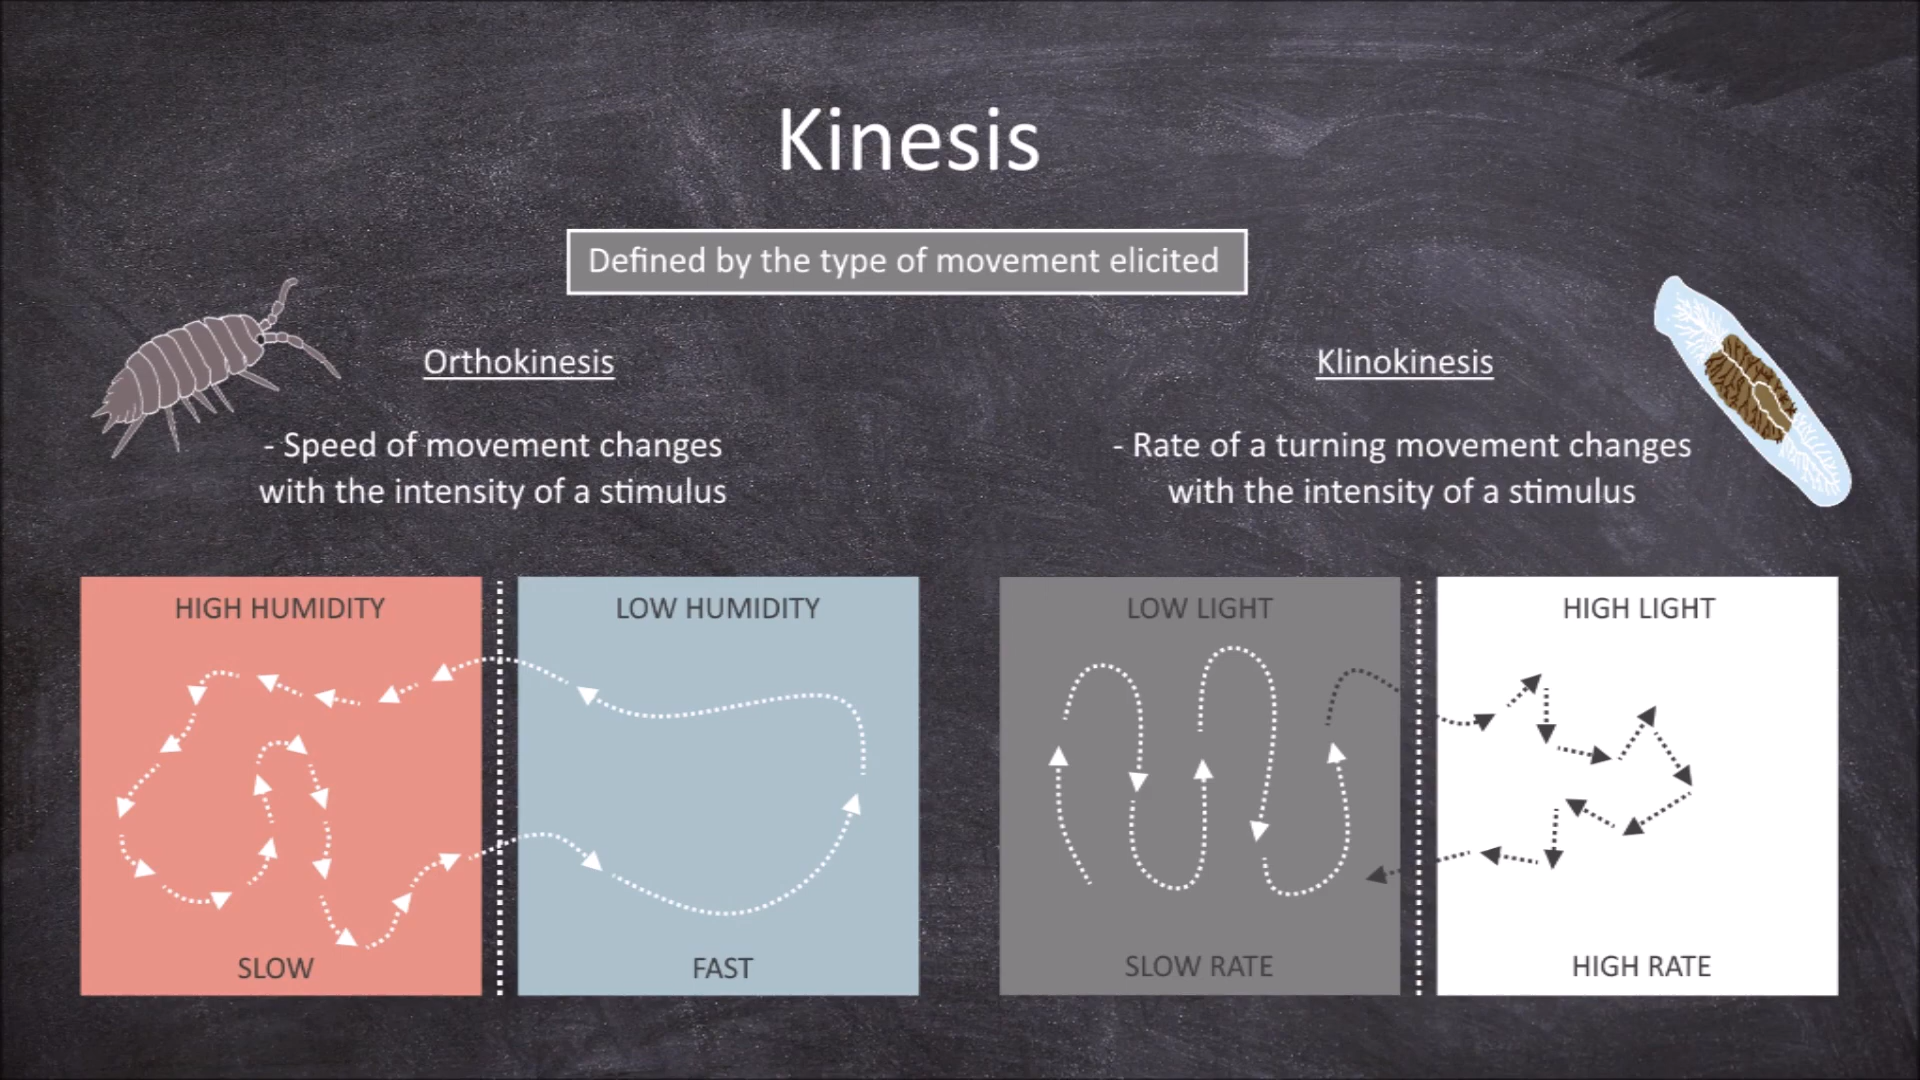 Kinesis
Defined by the type of movement elicited
Orthokinesis
- Speed of movement changes
with the intensity of a stimulus
Klinokinesis
- Rate of a turning movement changes
with the intensity of a stimulus
HIGH HUMIDITY
SLOW
LOW HUMIDITY
FAST
LOW LIGHT
SLOW RATE
HIGH LIGHT
HIGH RATE